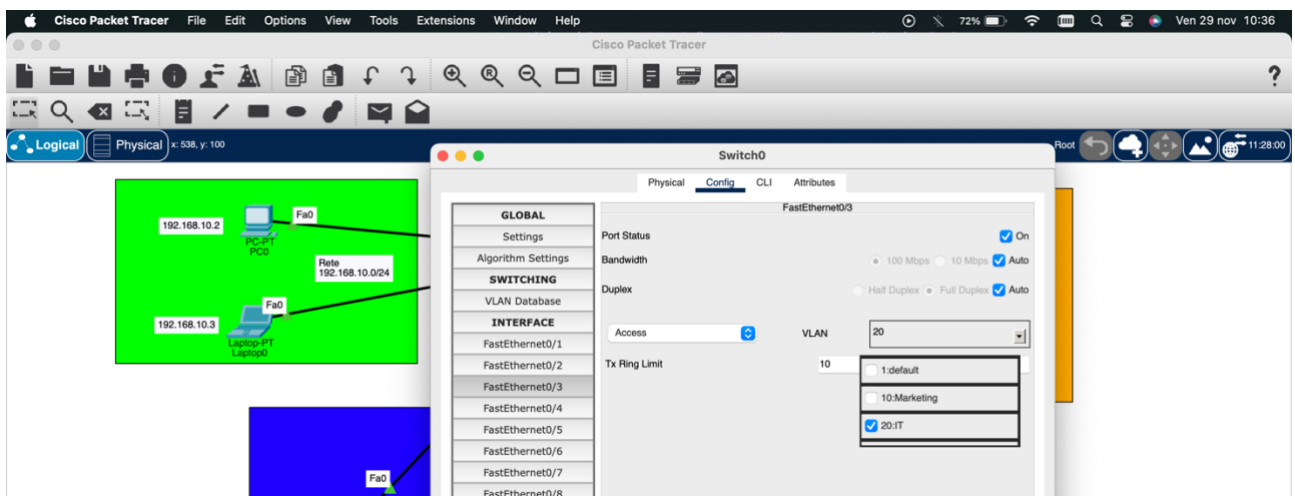 Cisco Packet Tracer File Edit Options View Tools Extensions Window Help 72% Ven 29 nov 10:36
Cisco Packet Tracer
?
Logical Physical x: 538, y: 100 Root 11:28:00
Switch0
Physical Config CLI Attributes
GLOBAL
Settings
Algorithm Settings
SWITCHING
VLAN Database
INTERFACE
FastEthernet0/1
FastEthernet0/2
FastEthernet0/3
FastEthernet0/4
FastEthernet0/5
FastEthernet0/6
FastEthernet0/7
FastEthernet0/8
FastEthernet0/3
Port Status On
Bandwidth 100 Mbps 10 Mbps Auto
Duplex Half Duplex Full Duplex Auto
Access VLAN 20
Tx Ring Limit 10
1:default
10:Marketing
20:IT
192.168.10.2
Fa0
PC-PT
PC0
Rete
192.168.10.0/24
Fa0
192.168.10.3
Laptop-PT
Laptop0
Fa0